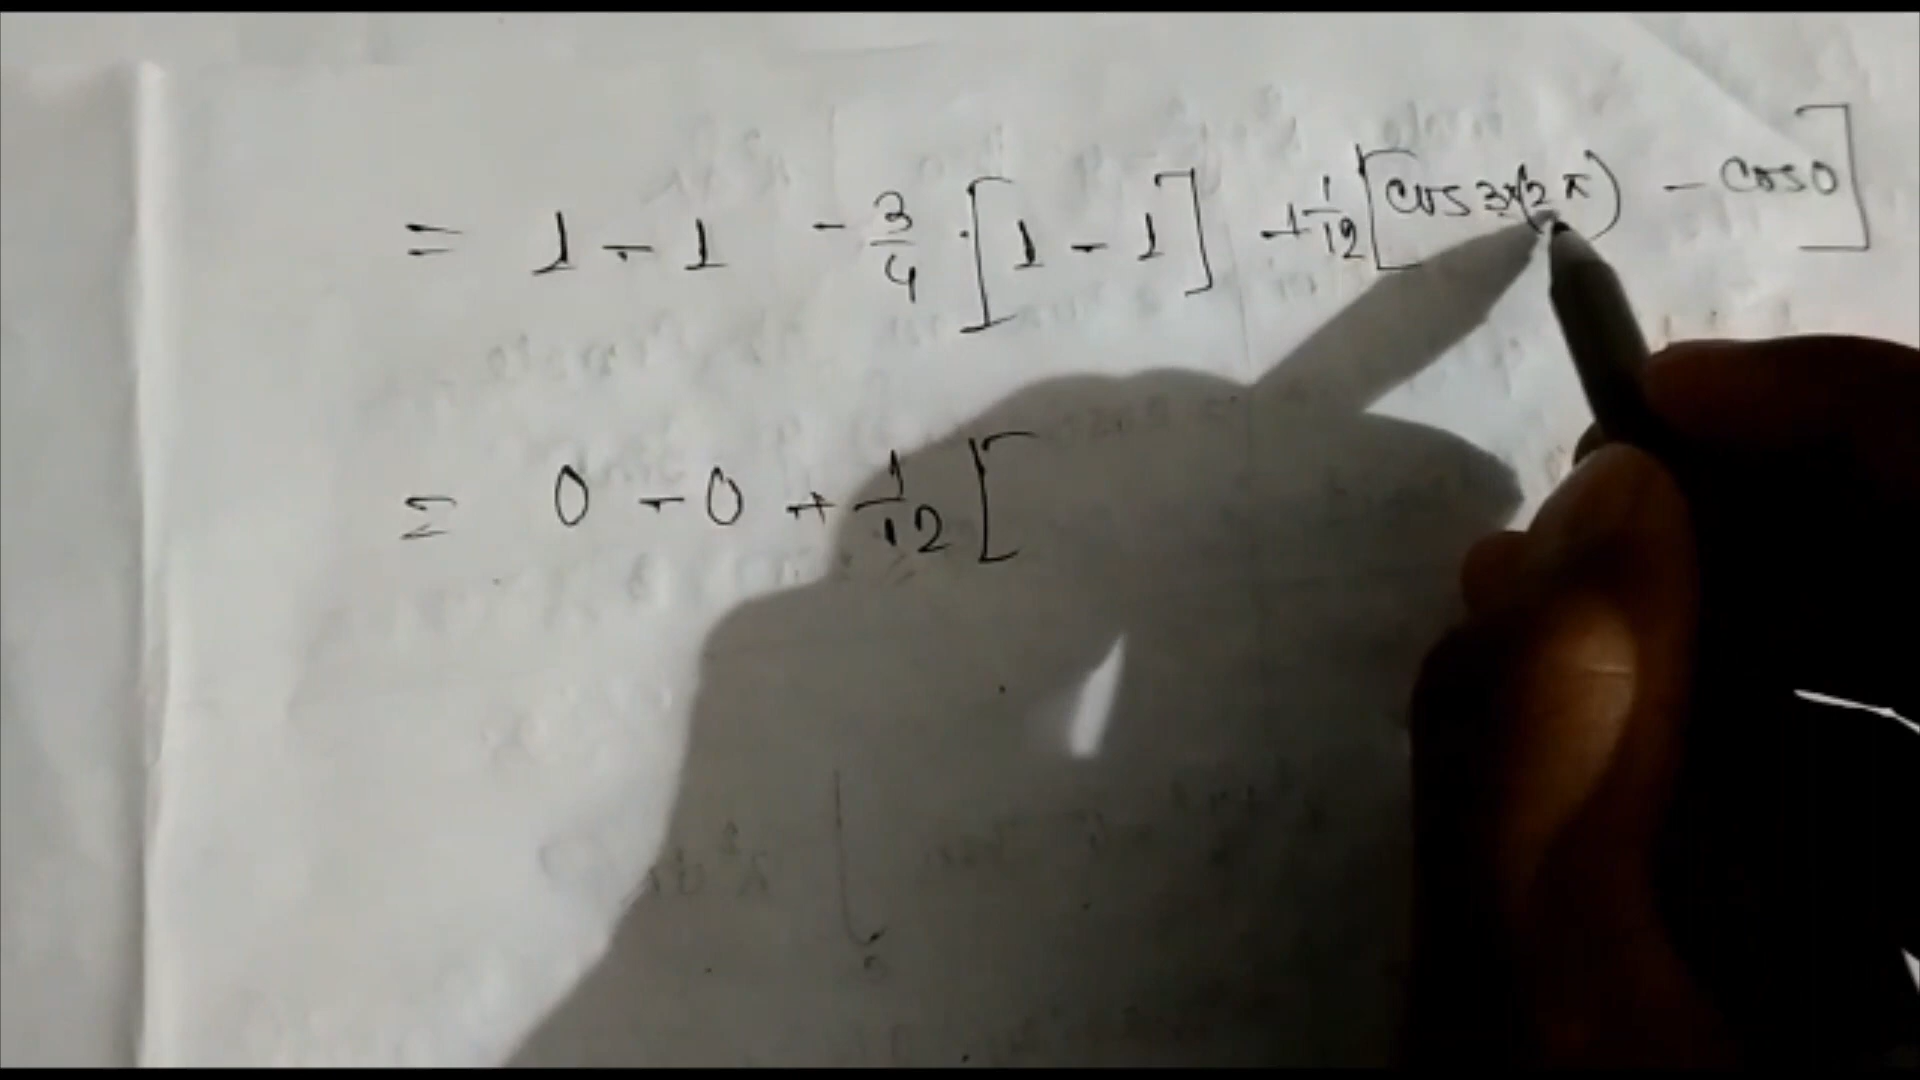 = 1 - 1 - 3/4 . [1 - 1] + 1/12 [cos 3×(2π) - cos 0]
= 0 - 0 + 1/12 [